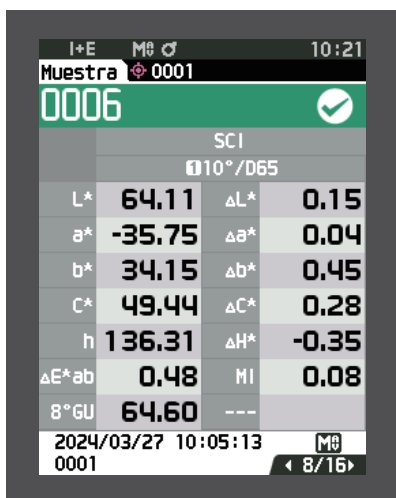 I+E M 10:21
Muestra 0001
0006
SCI
1 10°/D65
L* 64.11 ΔL* 0.15
a* -35.75 Δa* 0.04
b* 34.15 Δb* 0.45
C* 49.44 ΔC* 0.28
h 136.31 ΔH* -0.35
ΔE*ab 0.48 MI 0.08
8°GU 64.60 ---
2024/03/27 10:05:13 M
0001 8/16